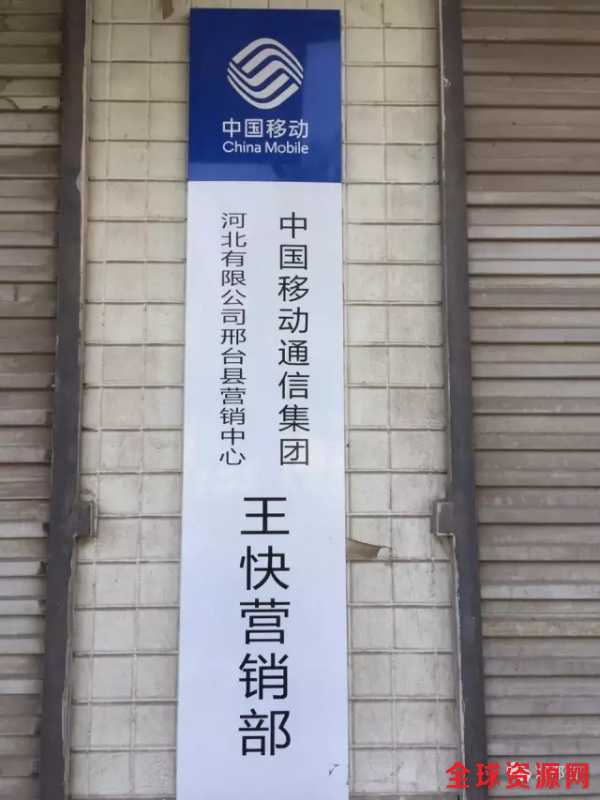 中国移动
China Mobile
中国移动通信集团
河北有限公司邢台县营销中心
王快营销部
全球资源网